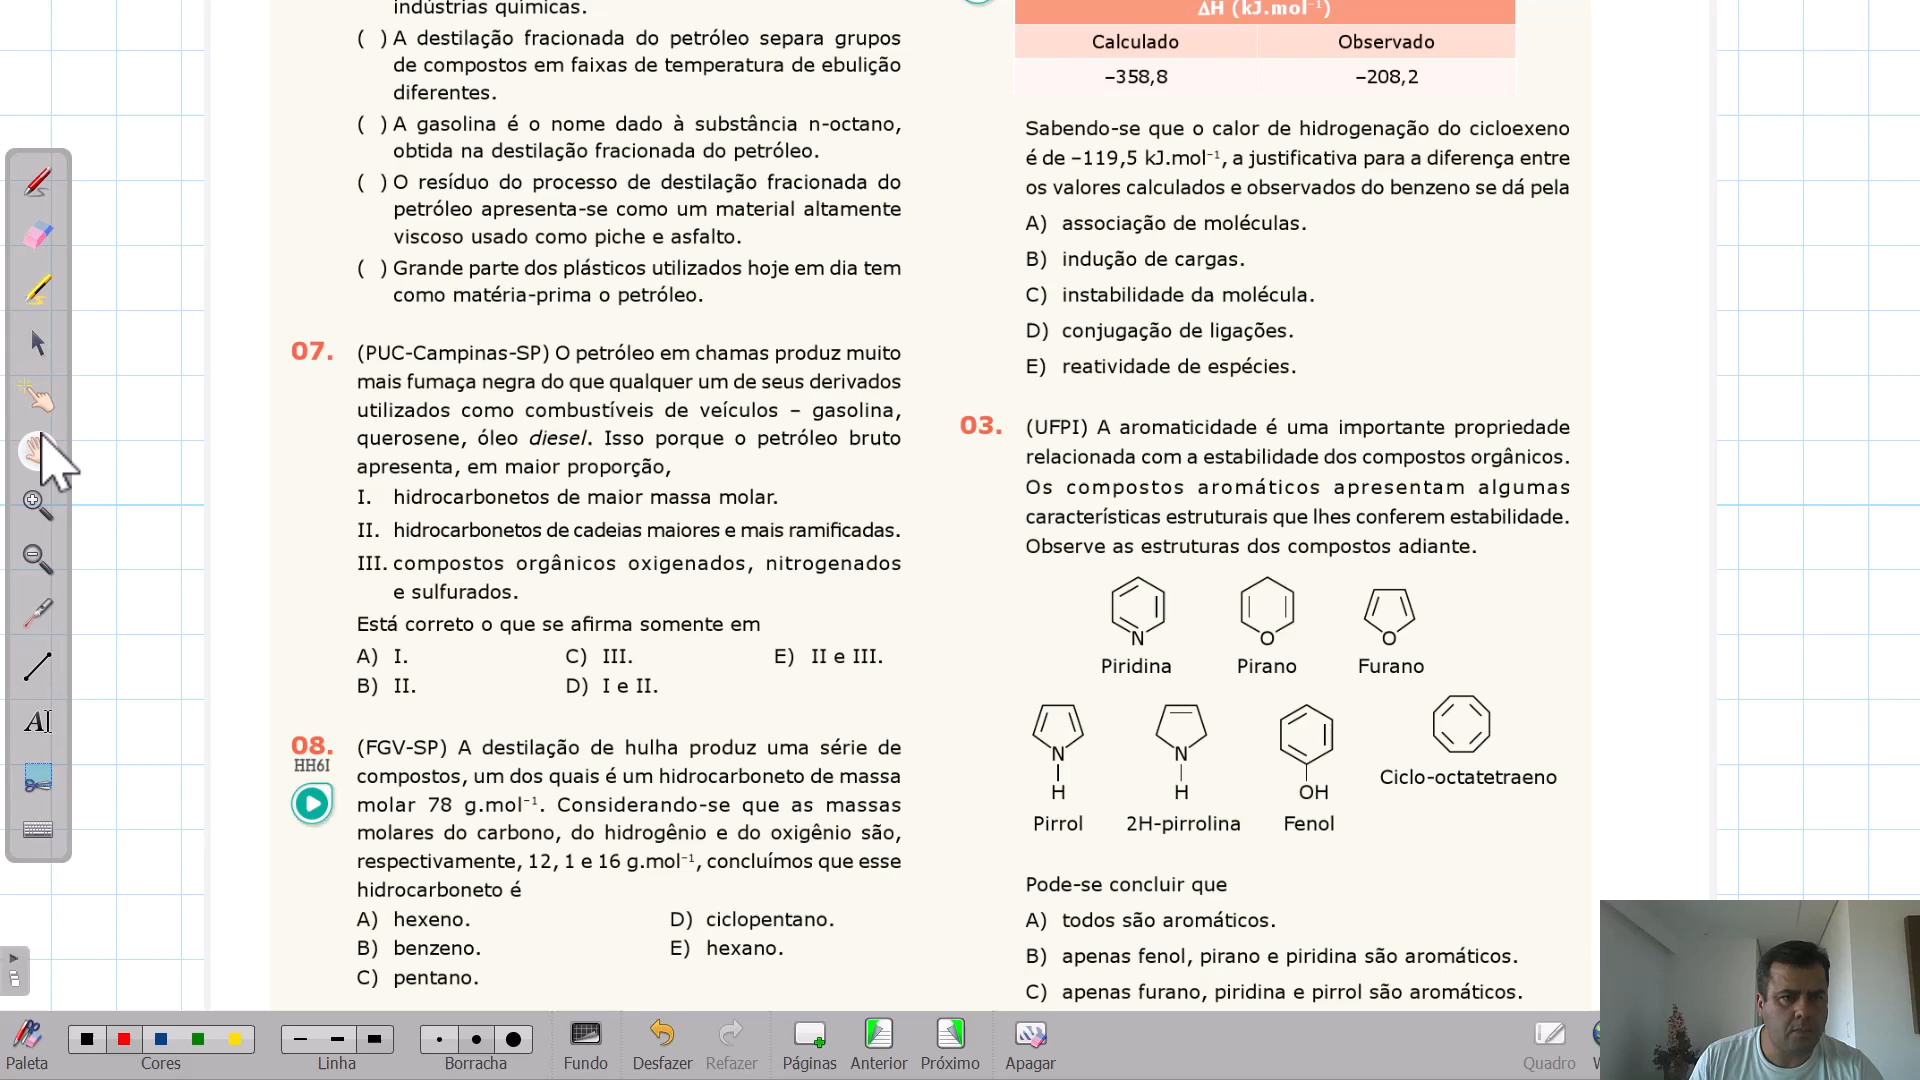 indústrias químicas.
( ) A destilação fracionada do petróleo separa grupos
de compostos em faixas de temperatura de ebulição
diferentes.
( ) A gasolina é o nome dado à substância n-octano,
obtida na destilação fracionada do petróleo.
( ) O resíduo do processo de destilação fracionada do
petróleo apresenta-se como um material altamente
viscoso usado como piche e asfalto.
( ) Grande parte dos plásticos utilizados hoje em dia tem
como matéria-prima o petróleo.
07. (PUC-Campinas-SP) O petróleo em chamas produz muito
mais fumaça negra do que qualquer um de seus derivados
utilizados como combustíveis de veículos – gasolina,
querosene, óleo diesel. Isso porque o petróleo bruto
apresenta, em maior proporção,
I. hidrocarbonetos de maior massa molar.
II. hidrocarbonetos de cadeias maiores e mais ramificadas.
III. compostos orgânicos oxigenados, nitrogenados
e sulfurados.
Está correto o que se afirma somente em
A) I. C) III. E) II e III.
B) II. D) I e II.
08. (FGV-SP) A destilação de hulha produz uma série de
HH6I
compostos, um dos quais é um hidrocarboneto de massa
molar 78 g.mol⁻¹. Considerando-se que as massas
molares do carbono, do hidrogênio e do oxigênio são,
respectivamente, 12, 1 e 16 g.mol⁻¹, concluímos que esse
hidrocarboneto é
A) hexeno. D) ciclopentano.
B) benzeno. E) hexano.
C) pentano.
ΔH (kJ.mol⁻¹)
Calculado Observado
–358,8 –208,2
Sabendo-se que o calor de hidrogenação do cicloexeno
é de –119,5 kJ.mol⁻¹, a justificativa para a diferença entre
os valores calculados e observados do benzeno se dá pela
A) associação de moléculas.
B) indução de cargas.
C) instabilidade da molécula.
D) conjugação de ligações.
E) reatividade de espécies.
03. (UFPI) A aromaticidade é uma importante propriedade
relacionada com a estabilidade dos compostos orgânicos.
Os compostos aromáticos apresentam algumas
características estruturais que lhes conferem estabilidade.
Observe as estruturas dos compostos adiante.
N O O
Piridina Pirano Furano
N N
H H OH
Ciclo-octatetraeno
Pirrol 2H-pirrolina Fenol
Pode-se concluir que
A) todos são aromáticos.
B) apenas fenol, pirano e piridina são aromáticos.
C) apenas furano, piridina e pirrol são aromáticos.
Paleta Cores Linha Borracha Fundo Desfazer Refazer Páginas Anterior Próximo Apagar Quadro